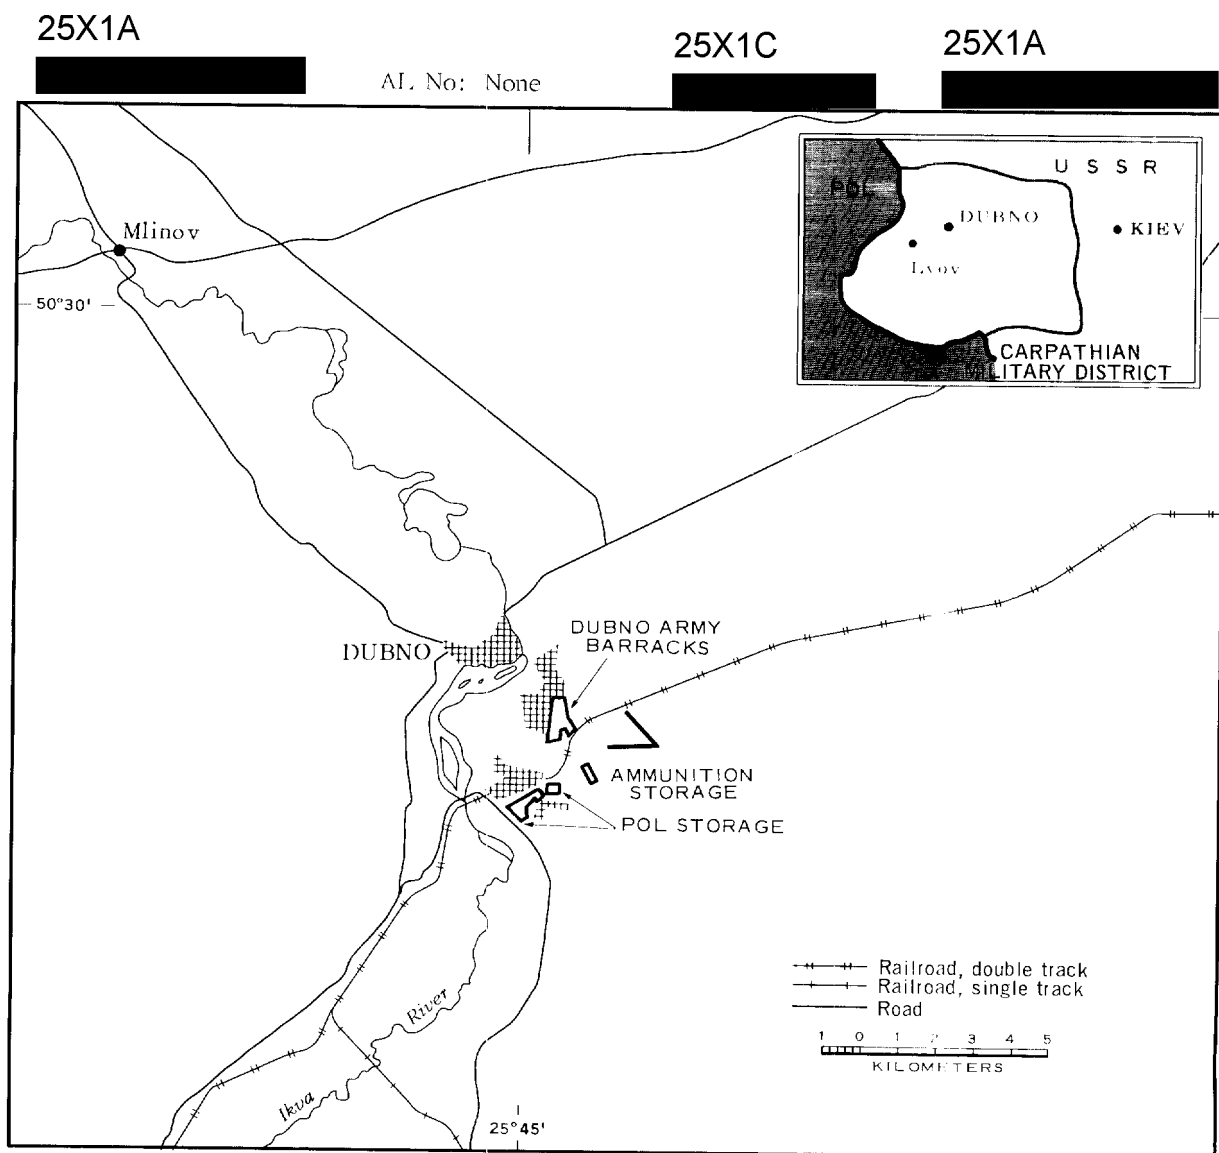 25X1A
25X1C
25X1A
AL No: None
U S S R
POL
DUBNO
KIEV
Lvov
CARPATHIAN
MILITARY DISTRICT
Mlinov
50°30'
DUBNO
DUBNO ARMY
BARRACKS
AMMUNITION
STORAGE
POL STORAGE
Railroad, double track
Railroad, single track
Road
1 0 1 2 3 4 5
KILOMETERS
Ikva River
25°45'